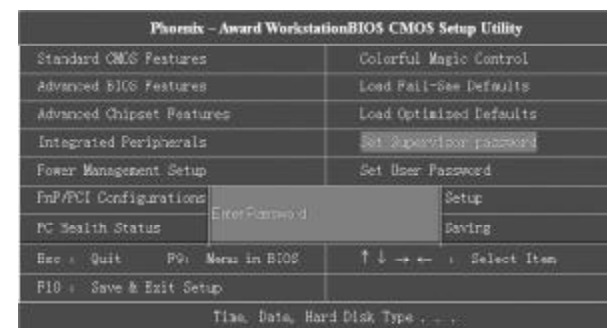 Phoenix – Award WorkstationBIOS CMOS Setup Utility
Standard CMOS Features
Advanced BIOS Features
Advanced Chipset Features
Integrated Peripherals
Power Management Setup
PnP/PCI Configurations
PC Health Status
Colorful Magic Control
Load Fail-Sae Defaults
Load Optimized Defaults
Set Supervisor password
Set User Password
Setup
Saving
Enter Password
Esc : Quit F9: Menu in BIOS ↑ ↓ → ← : Select Item
F10 : Save & Exit Setup
Time, Date, Hard Disk Type . . .